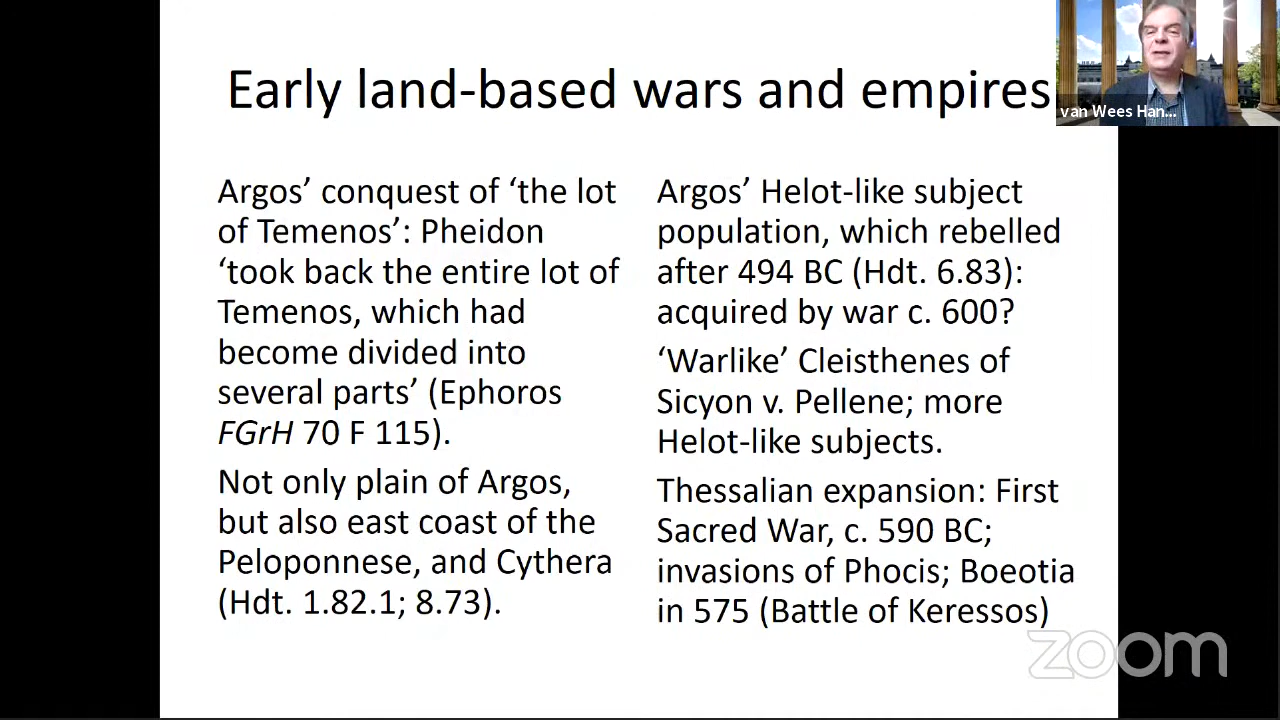 Early land-based wars and empires
van Wees Han...
Argos’ conquest of ‘the lot
of Temenos’: Pheidon
‘took back the entire lot of
Temenos, which had
become divided into
several parts’ (Ephoros
FGrH 70 F 115).
Not only plain of Argos,
but also east coast of the
Peloponnese, and Cythera
(Hdt. 1.82.1; 8.73).
Argos’ Helot-like subject
population, which rebelled
after 494 BC (Hdt. 6.83):
acquired by war c. 600?
‘Warlike’ Cleisthenes of
Sicyon v. Pellene; more
Helot-like subjects.
Thessalian expansion: First
Sacred War, c. 590 BC;
invasions of Phocis; Boeotia
in 575 (Battle of Keressos)
zoom